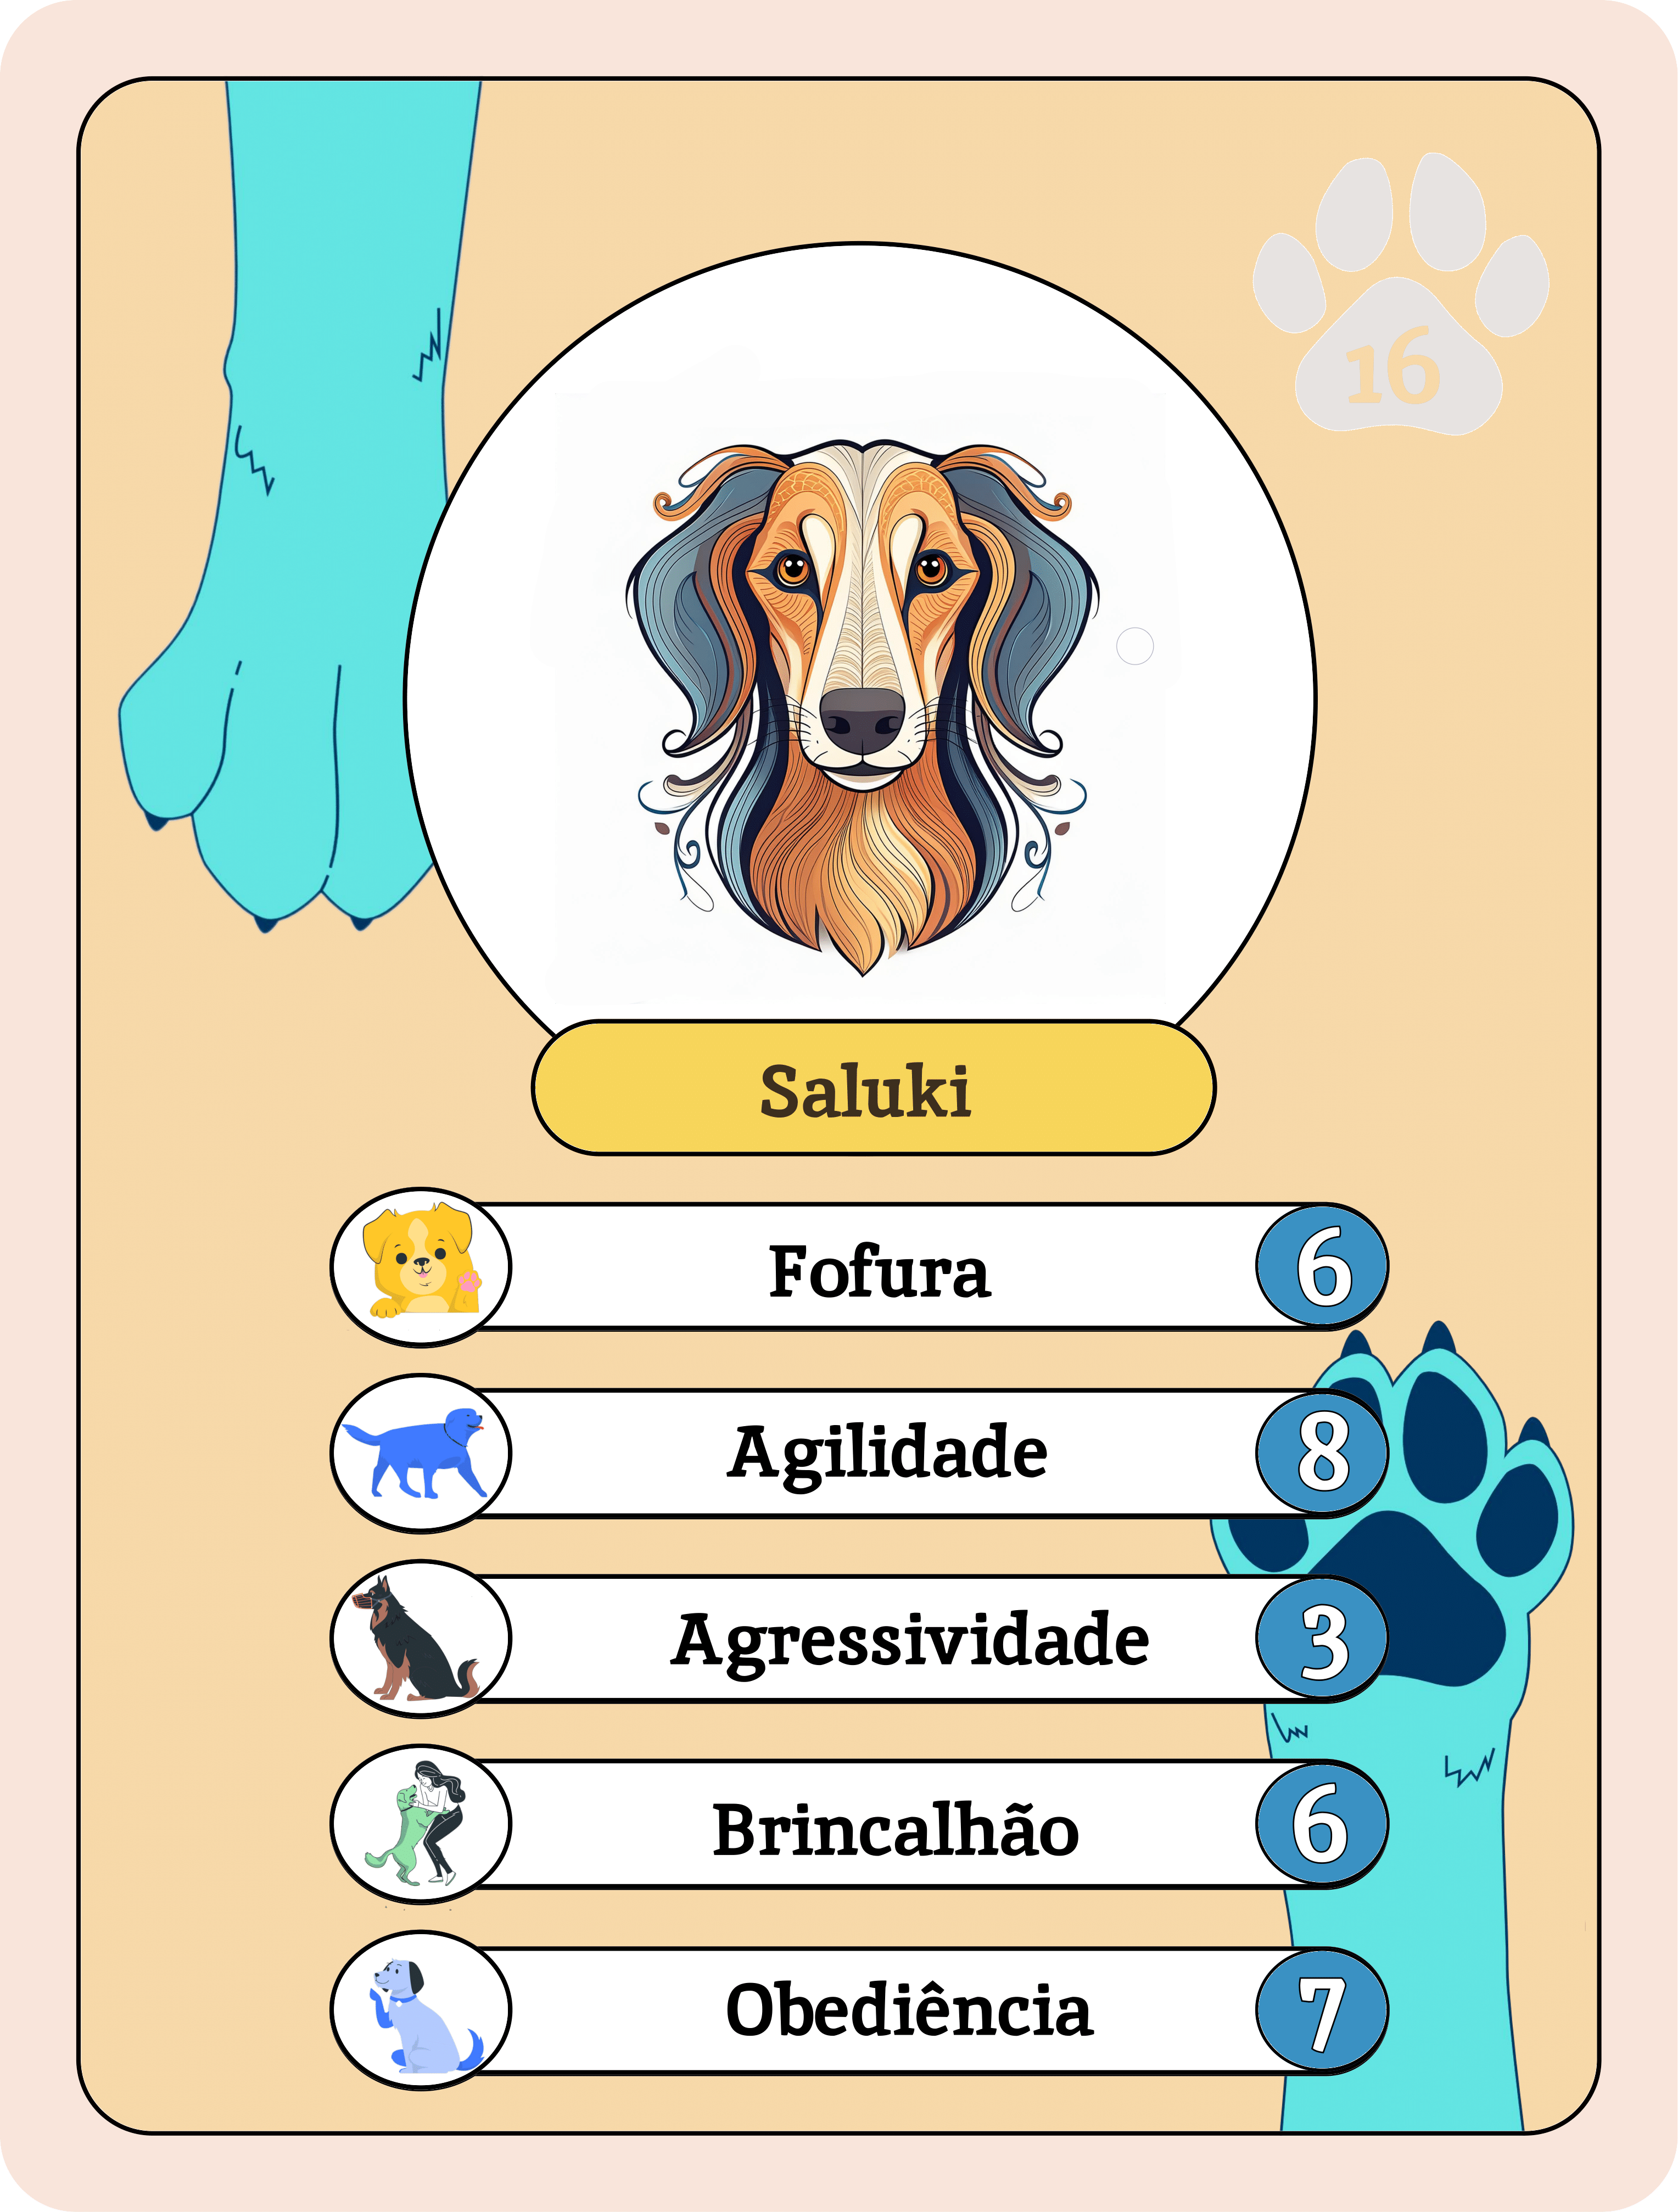 16
Saluki
Fofura 6
Agilidade 8
Agressividade 3
Brincalhão 6
Obediência 7